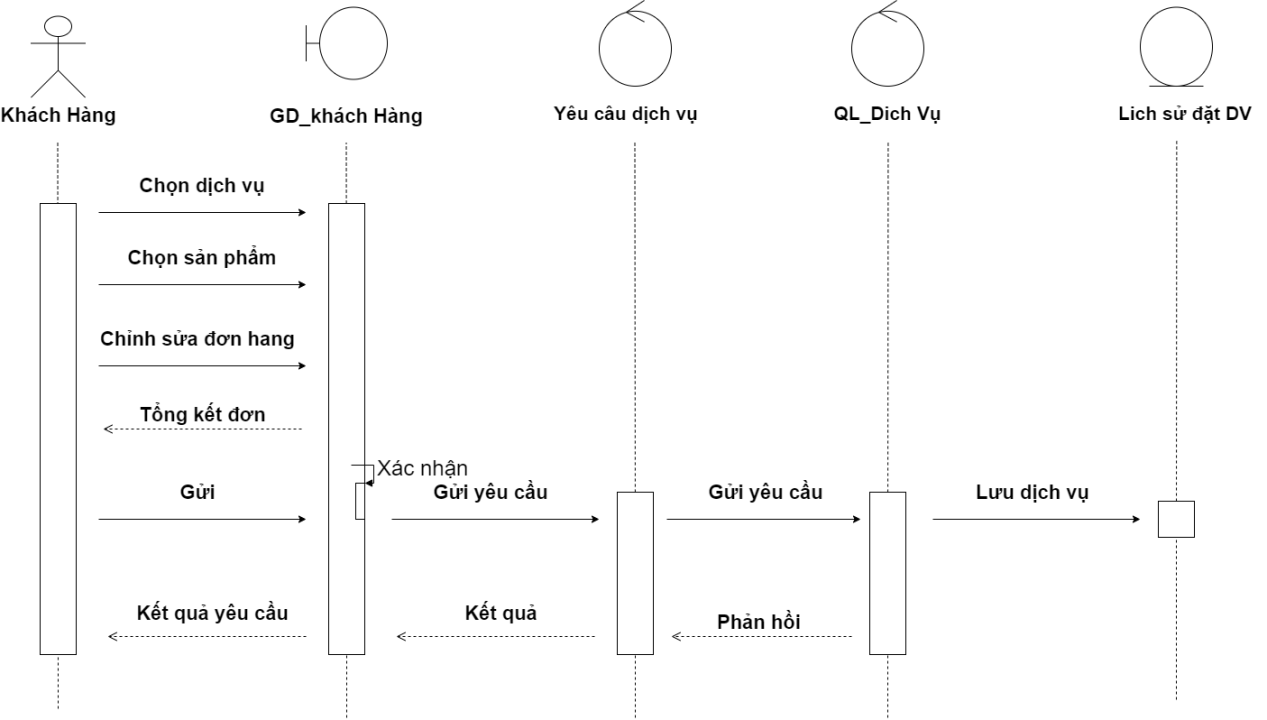 Khách Hàng
GD_khách Hàng
Yêu câu dịch vụ
QL_Dich Vụ
Lich sử đặt DV
Chọn dịch vụ
Chọn sản phẩm
Chỉnh sửa đơn hang
Tổng kết đơn
Xác nhận
Gửi
Gửi yêu cầu
Gửi yêu cầu
Lưu dịch vụ
Kết quả yêu cầu
Kết quả
Phản hồi